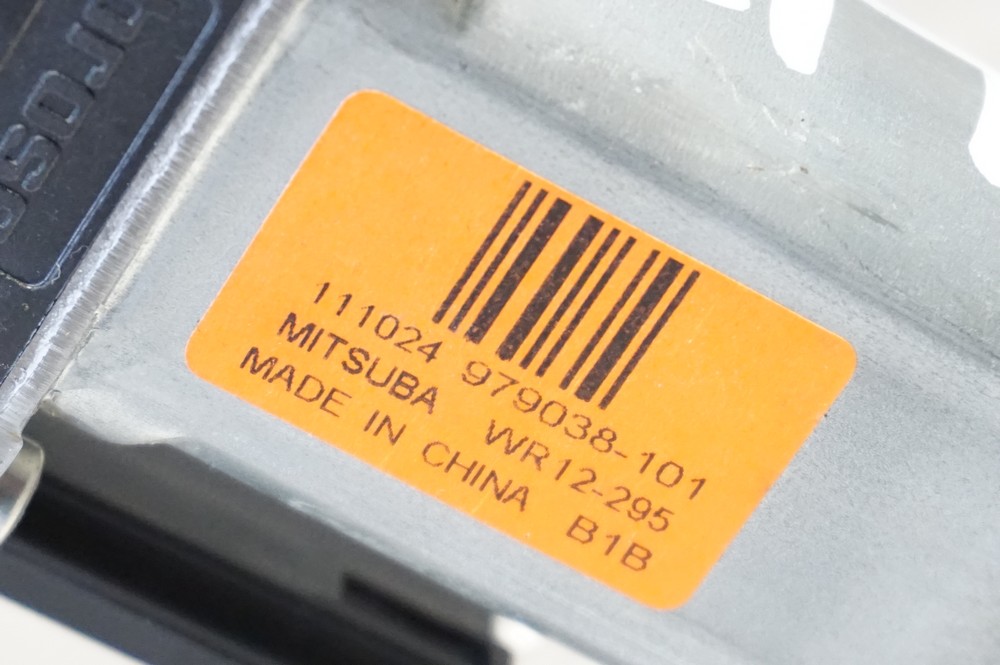 111024 979038-101
MITSUBA WR12-295
MADE IN CHINA B1B